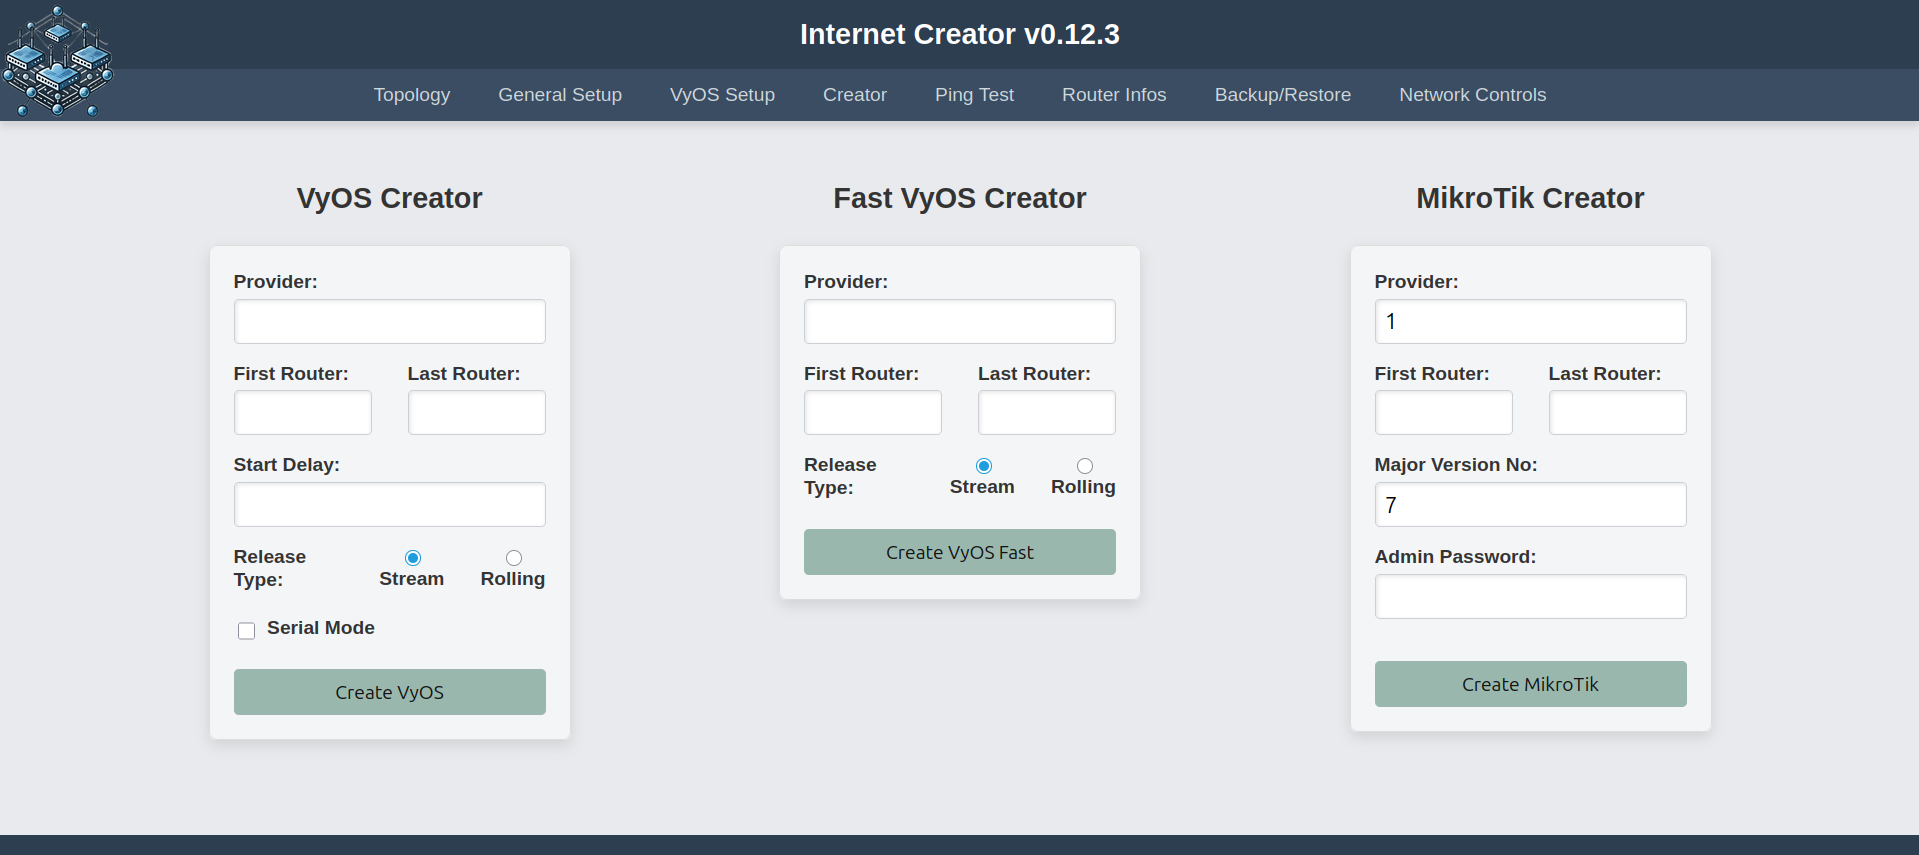 Internet Creator v0.12.3
Topology General Setup VyOS Setup Creator Ping Test Router Infos Backup/Restore Network Controls
VyOS Creator
Provider:
First Router: Last Router:
Start Delay:
Release
Type:
Stream Rolling
Serial Mode
Create VyOS
Fast VyOS Creator
Provider:
First Router: Last Router:
Release
Type:
Stream Rolling
Create VyOS Fast
MikroTik Creator
Provider:
1
First Router: Last Router:
Major Version No:
7
Admin Password:
Create MikroTik